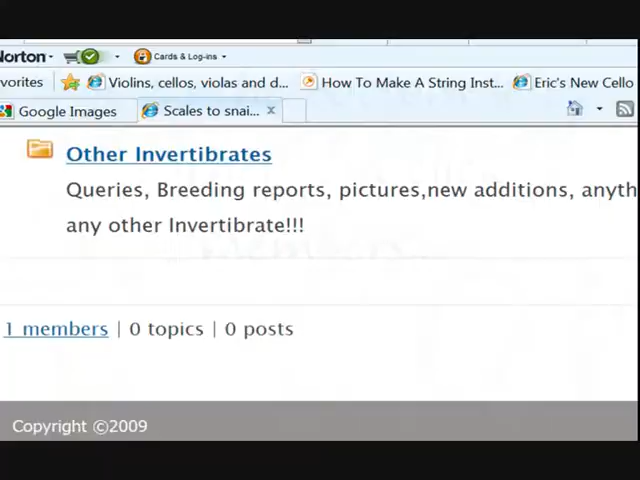 Norton Cards & Log-ins
vorites Violins, cellos, violas and d... How To Make A String Inst... Eric's New Cello
Google Images Scales to snai... x
Other Invertibrates
Queries, Breeding reports, pictures,new additions, anyth
any other Invertibrate!!!
1 members | 0 topics | 0 posts
Copyright ©2009